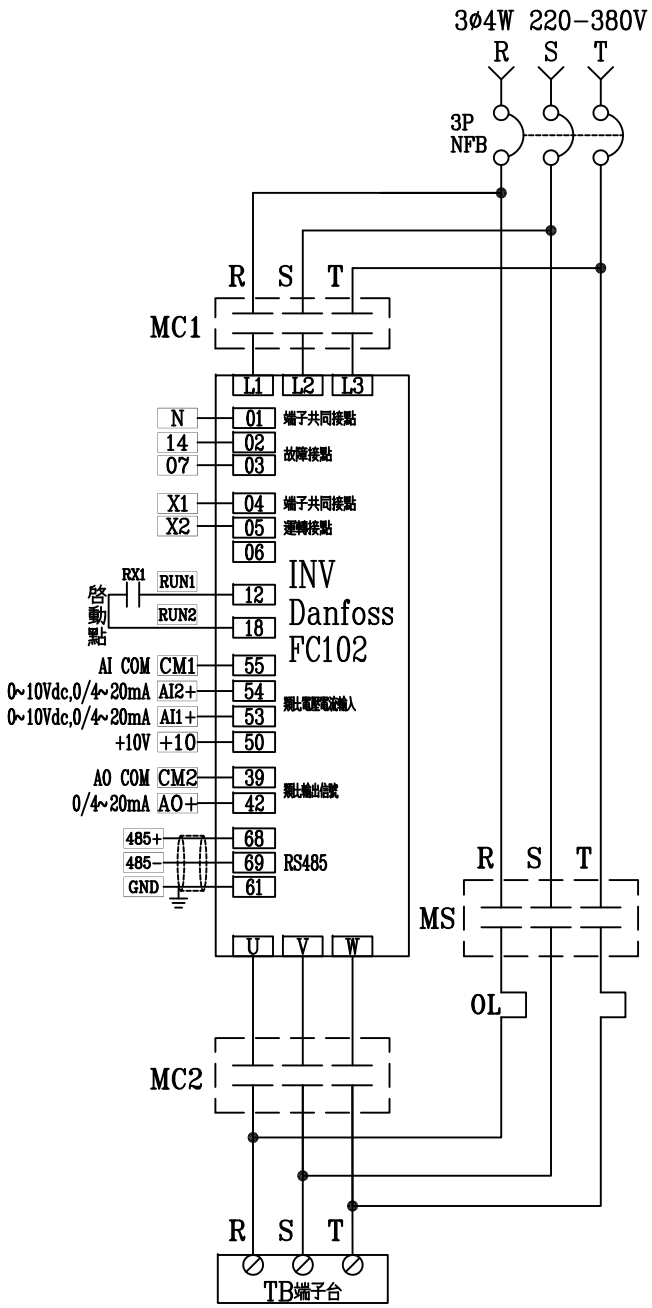 3ø4W 220-380V
R S T
3P
NFB
R S T
MC1
L1 L2 L3
N 01 端子共同接點
14 02
故障接點
07 03
X1 04 端子共同接點
X2 05 運轉接點
06
RX1 RUN1 12
啓動點
RUN2 18
INV
Danfoss
FC102
AI COM CM1 55
0~10Vdc,0/4~20mA AI2+ 54
類比電壓電流輸入
0~10Vdc,0/4~20mA AI1+ 53
+10V +10 50
AO COM CM2 39
類比輸出信號
0/4~20mA AO+ 42
485+ 68
485- 69 RS485
GND 61
R S T
MS
U V W
OL
MC2
R S T
TB端子台